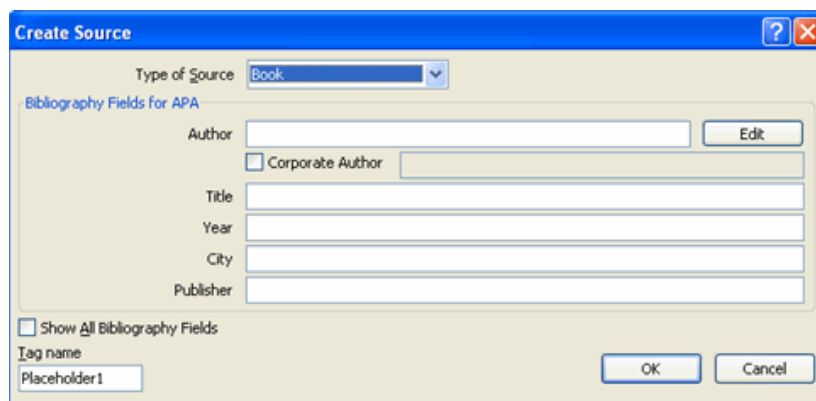 Create Source
Type of Source Book
Bibliography Fields for APA
Author Edit
Corporate Author
Title
Year
City
Publisher
Show All Bibliography Fields
Tag name
Placeholder1 OK Cancel